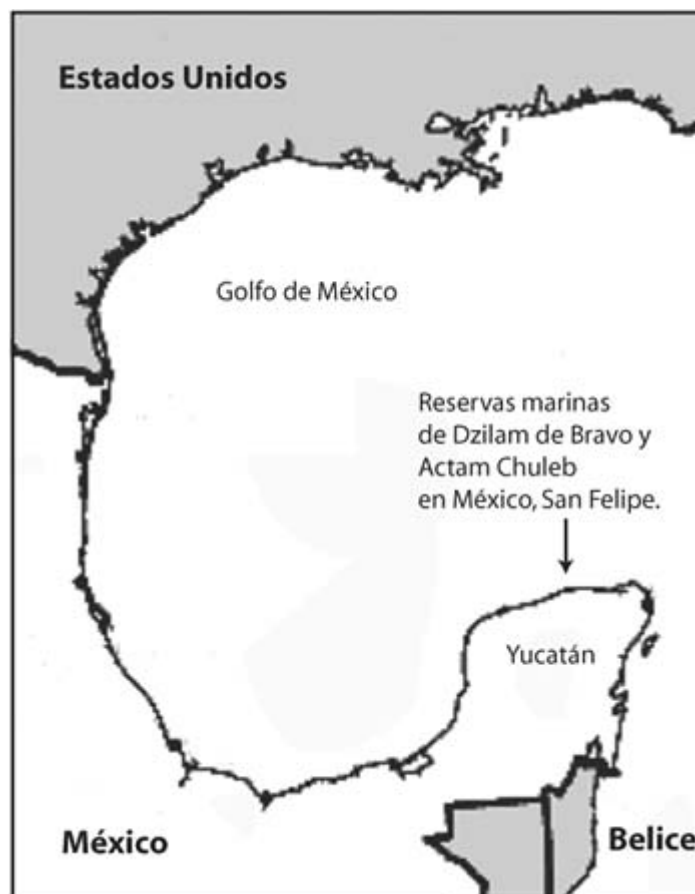 Estados Unidos
Golfo de México
Reservas marinas
de Dzilam de Bravo y
Actam Chuleb
en México, San Felipe.
Yucatán
México
Belice